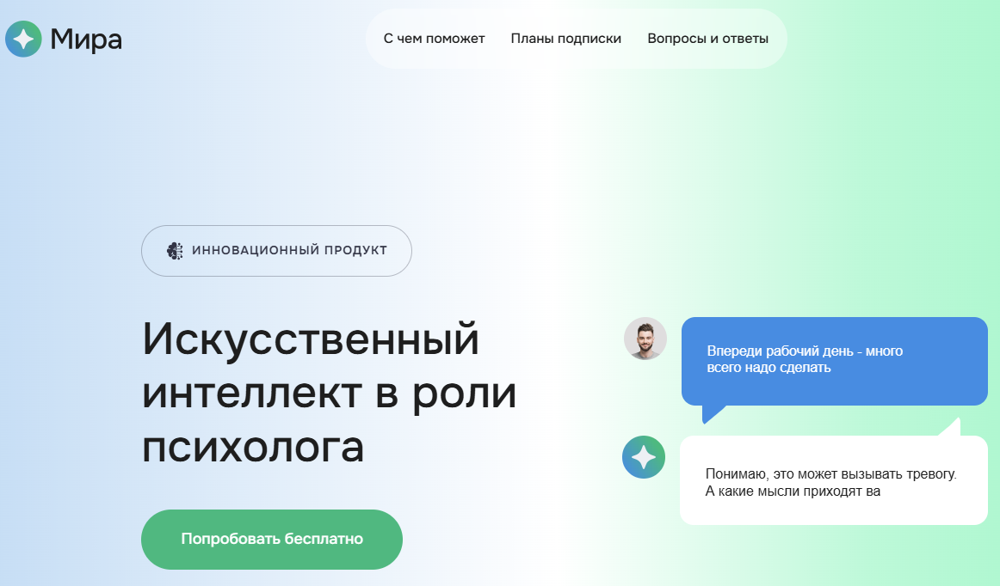 Мира
С чем поможет
Планы подписки
Вопросы и ответы
ИННОВАЦИОННЫЙ ПРОДУКТ
Искусственный
интеллект в роли
психолога
Попробовать бесплатно
Впереди рабочий день - много
всего надо сделать
Понимаю, это может вызывать тревогу.
А какие мысли приходят ва